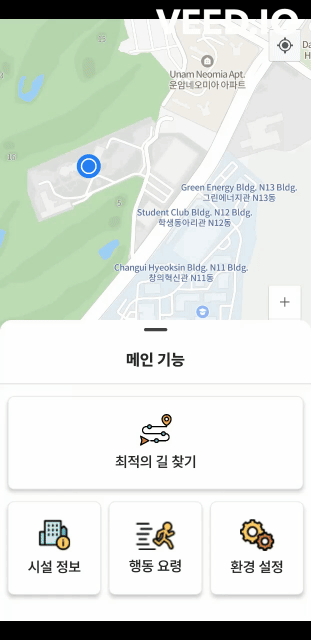 VEED.IO
Unam Neomia Apt.
운암네오미아 아파트
Green Energy Bldg. N13 Bldg.
그린에너지관 N13동
Student Club Bldg. N12 Bldg.
학생동아리관 N12동
Changui Hyeoksin Bldg. N11 Bldg.
창의혁신관 N11동
메인 기능
최적의 길 찾기
시설 정보
행동 요령
환경 설정